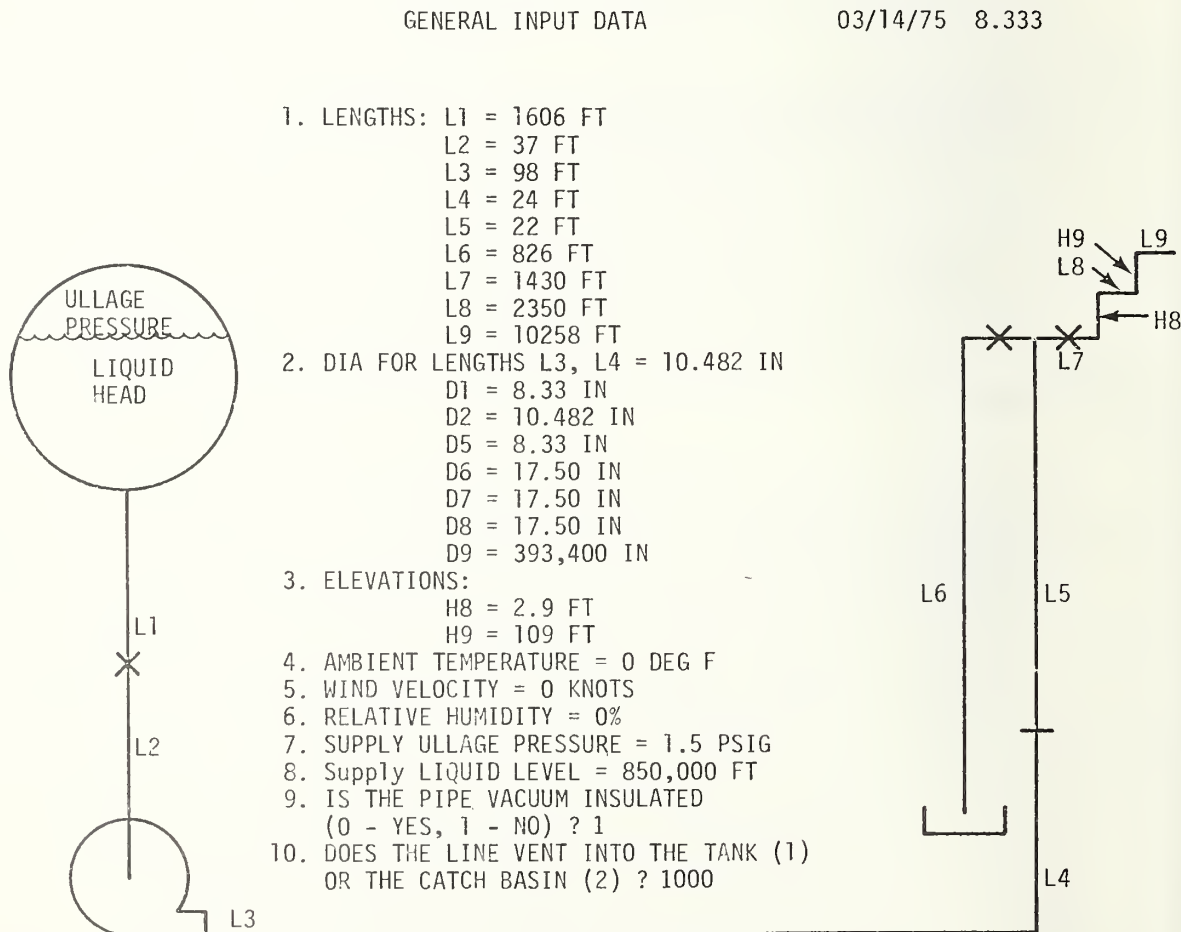 GENERAL INPUT DATA 03/14/75 8.333
1. LENGTHS: L1 = 1606 FT
L2 = 37 FT
L3 = 98 FT
L4 = 24 FT
L5 = 22 FT
L6 = 826 FT
L7 = 1430 FT
L8 = 2350 FT
L9 = 10258 FT
2. DIA FOR LENGTHS L3, L4 = 10.482 IN
D1 = 8.33 IN
D2 = 10.482 IN
D5 = 8.33 IN
D6 = 17.50 IN
D7 = 17.50 IN
D8 = 17.50 IN
D9 = 393,400 IN
3. ELEVATIONS:
H8 = 2.9 FT
H9 = 109 FT
4. AMBIENT TEMPERATURE = 0 DEG F
5. WIND VELOCITY = 0 KNOTS
6. RELATIVE HUMIDITY = 0%
7. SUPPLY ULLAGE PRESSURE = 1.5 PSIG
8. Supply LIQUID LEVEL = 850,000 FT
9. IS THE PIPE VACUUM INSULATED
(0 - YES, 1 - NO) ? 1
10. DOES THE LINE VENT INTO THE TANK (1)
OR THE CATCH BASIN (2) ? 1000
ULLAGE
PRESSURE
LIQUID
HEAD
L1
L2
L3
H9
L9
L8
H8
L7
L6
L5
L4